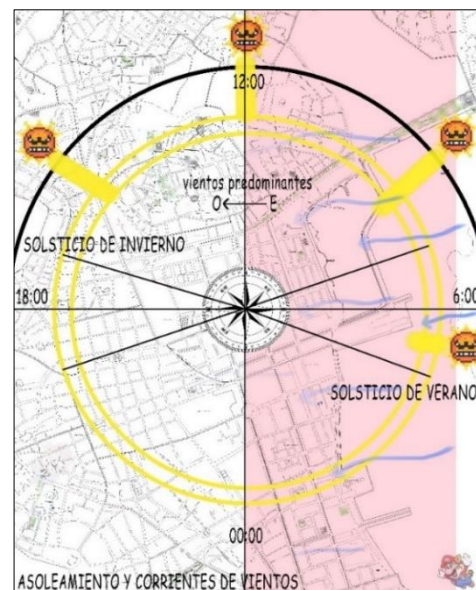 12:00
vientos predominantes
O E
SOLSTICIO DE INVIERNO
18:00
6:00
SOLSTICIO DE VERANO
00:00
ASOLEAMIENTO Y CORRIENTES DE VIENTOS